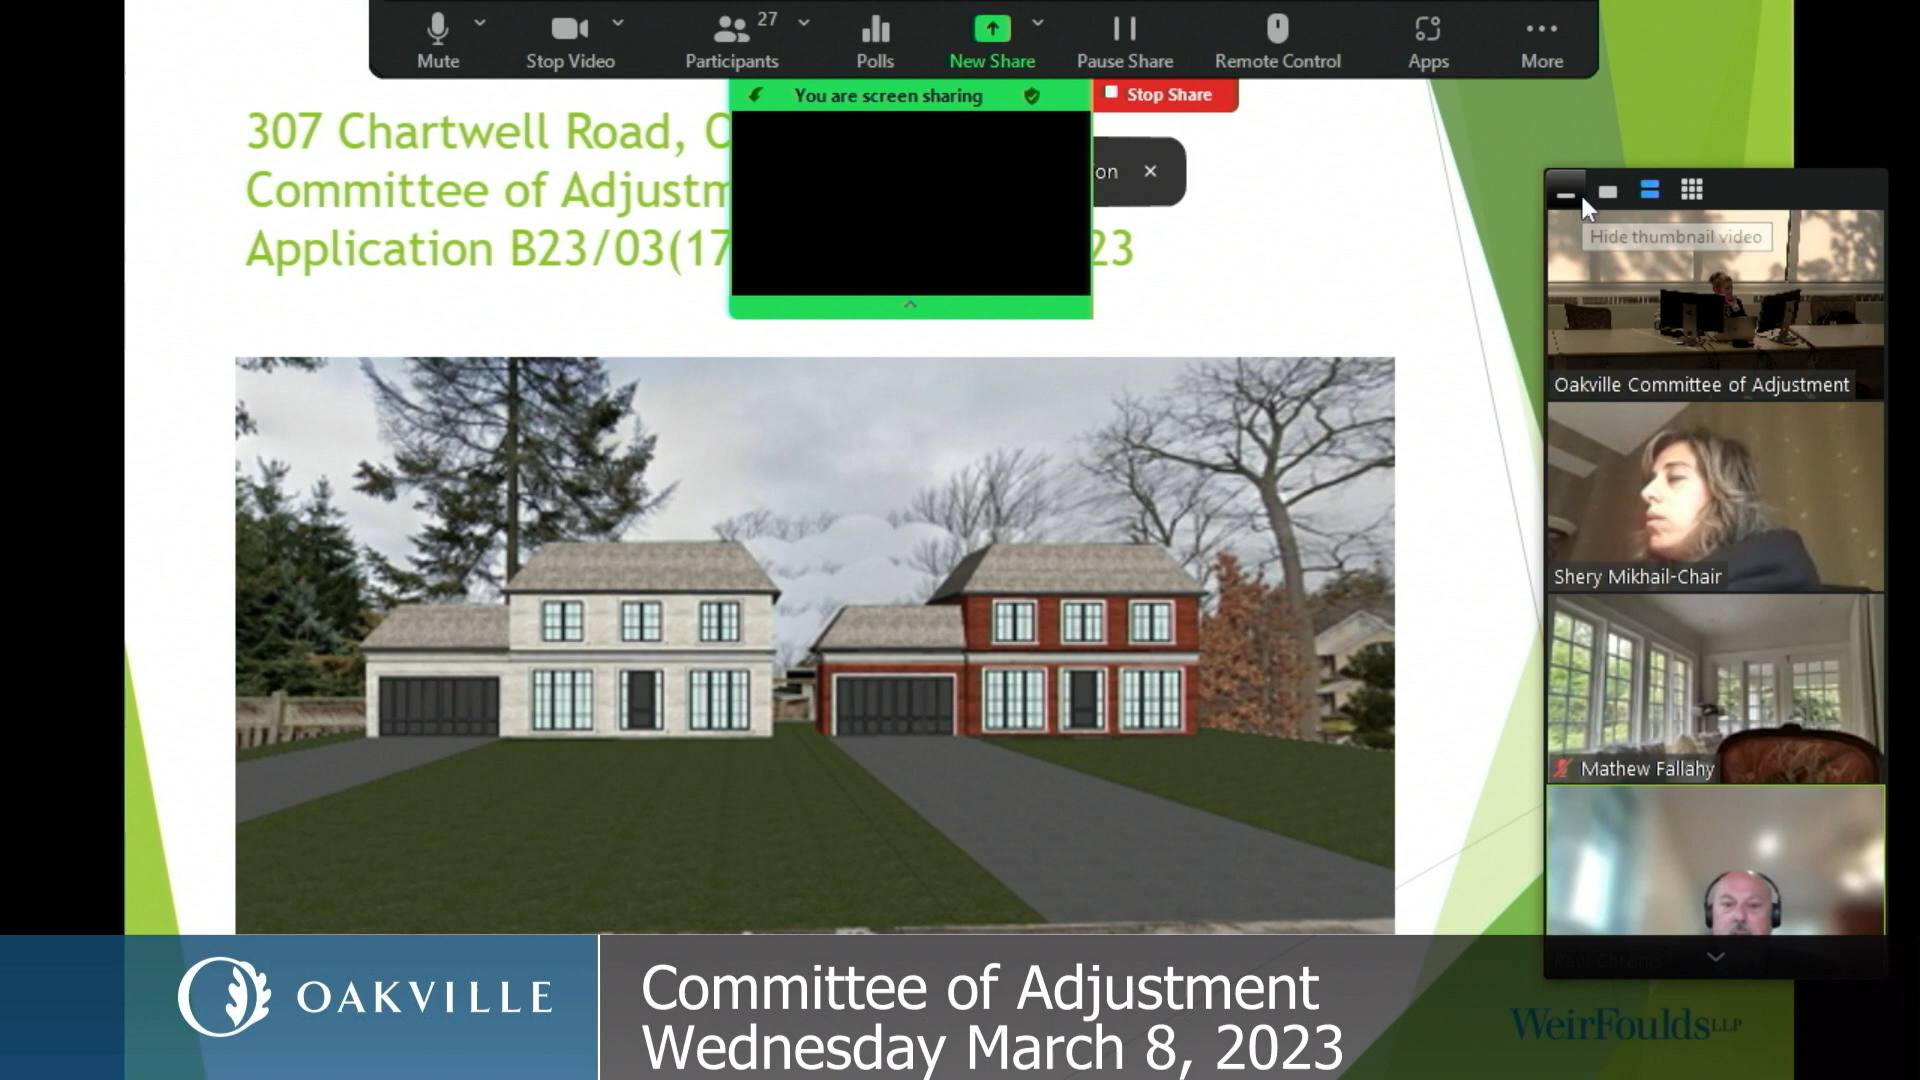 27
Mute
Stop Video
Participants
Polls
New Share
Pause Share
Remote Control
Apps
More
You are screen sharing
Stop Share
307 Chartwell Road, O
on
Committee of Adjustm
Application B23/03(17
23
Hide thumbnail video
Oakville Committee of Adjustment
Shery Mikhail-Chair
Mathew Fallahy
OAKVILLE
Committee of Adjustment
Wednesday March 8, 2023
WeirFoulds LLP